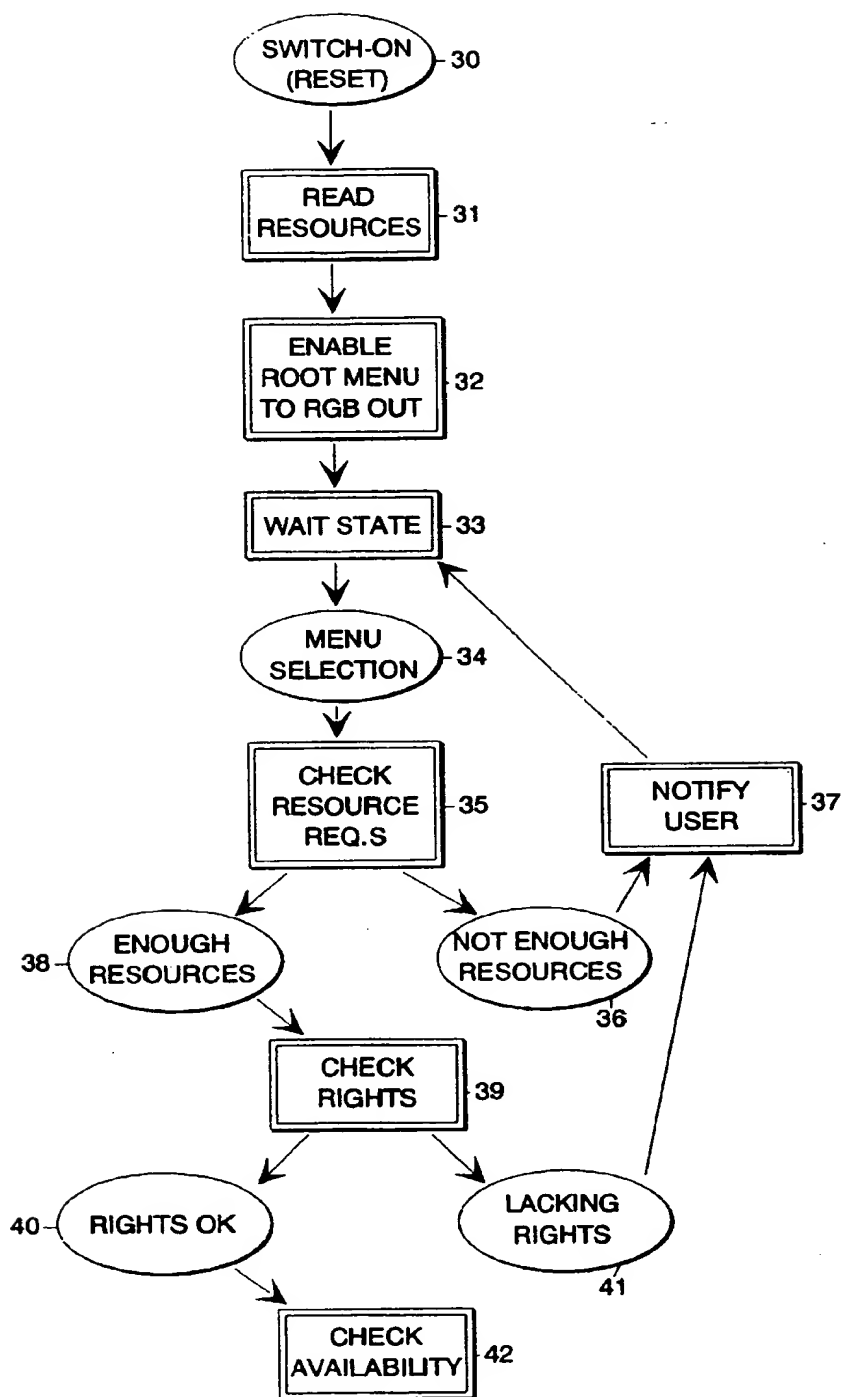 SWITCH-ON
(RESET)
30
READ
RESOURCES
31
ENABLE
ROOT MENU
TO RGB OUT
32
WAIT STATE
33
MENU
SELECTION
34
CHECK
RESOURCE
REQ.S
35
NOTIFY
USER
37
38
ENOUGH
RESOURCES
NOT ENOUGH
RESOURCES
36
CHECK
RIGHTS
39
40
RIGHTS OK
LACKING
RIGHTS
41
CHECK
AVAILABILITY
42